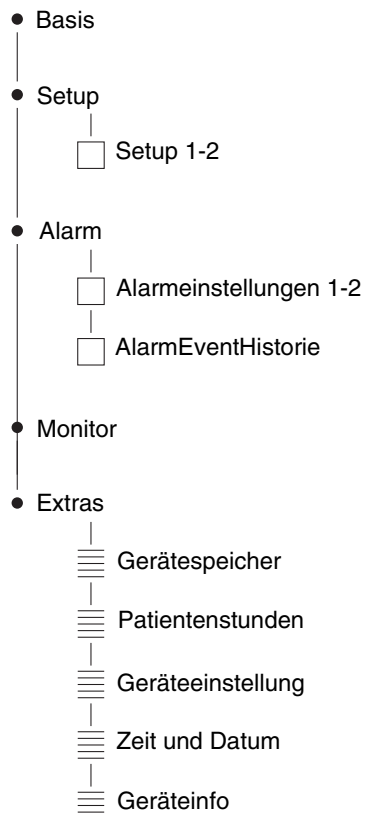 Basis
Setup
Setup 1-2
Alarm
Alarmeinstellungen 1-2
AlarmEventHistorie
Monitor
Extras
Gerätespeicher
Patientenstunden
Geräteeinstellung
Zeit und Datum
Geräteinfo